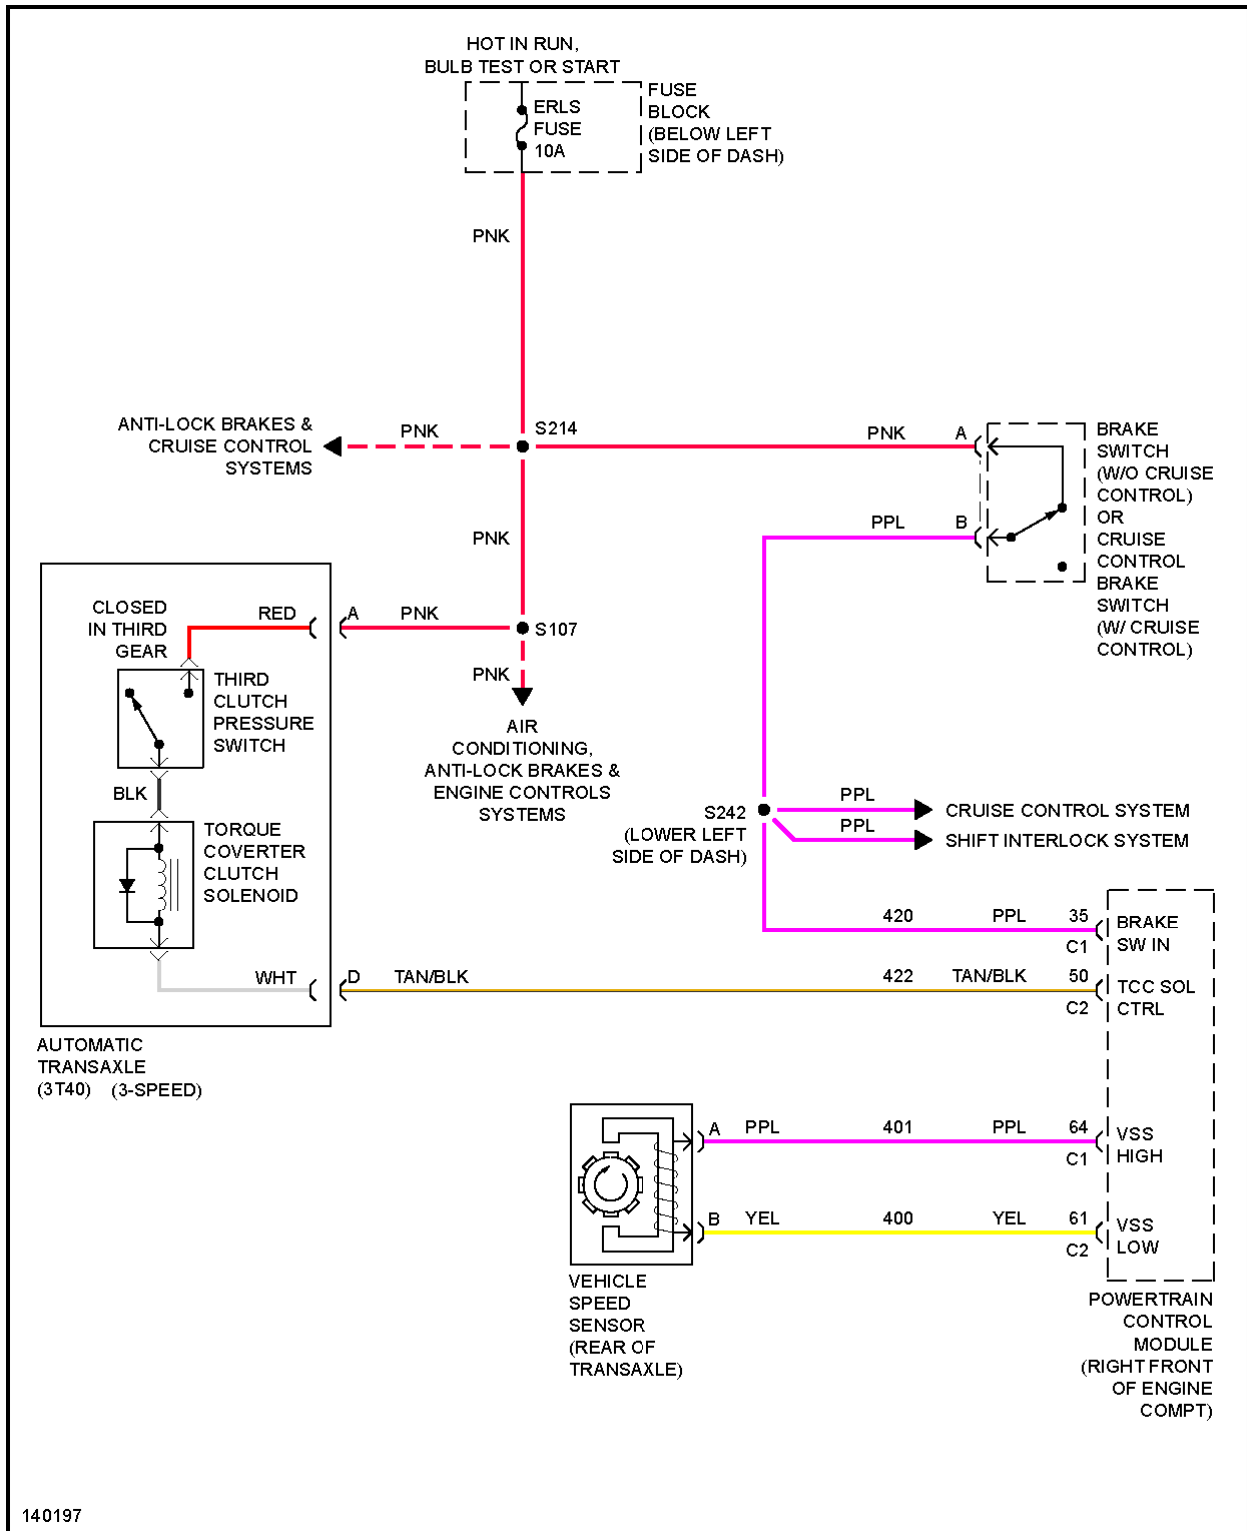 HOT IN RUN,
BULB TEST OR START
ERLS
FUSE
10A
FUSE
BLOCK
(BELOW LEFT
SIDE OF DASH)
PNK
ANTI-LOCK BRAKES &
CRUISE CONTROL
SYSTEMS
PNK
S214
PNK
A
BRAKE
SWITCH
(W/O CRUISE
CONTROL)
OR
CRUISE
CONTROL
BRAKE
SWITCH
(W/ CRUISE
CONTROL)
PPL
B
PNK
CLOSED
IN THIRD
GEAR
RED
A
PNK
S107
PNK
THIRD
CLUTCH
PRESSURE
SWITCH
AIR
CONDITIONING,
ANTI-LOCK BRAKES &
ENGINE CONTROLS
SYSTEMS
BLK
TORQUE
COVERTER
CLUTCH
SOLENOID
S242
(LOWER LEFT
SIDE OF DASH)
PPL
CRUISE CONTROL SYSTEM
PPL
SHIFT INTERLOCK SYSTEM
420
PPL
35
C1
BRAKE
SW IN
WHT
D
TAN/BLK
422
TAN/BLK
50
C2
TCC SOL
CTRL
AUTOMATIC
TRANSAXLE
(3T40) (3-SPEED)
A
PPL
401
PPL
64
C1
VSS
HIGH
B
YEL
400
YEL
61
C2
VSS
LOW
VEHICLE
SPEED
SENSOR
(REAR OF
TRANSAXLE)
POWERTRAIN
CONTROL
MODULE
(RIGHT FRONT
OF ENGINE
COMPT)
140197